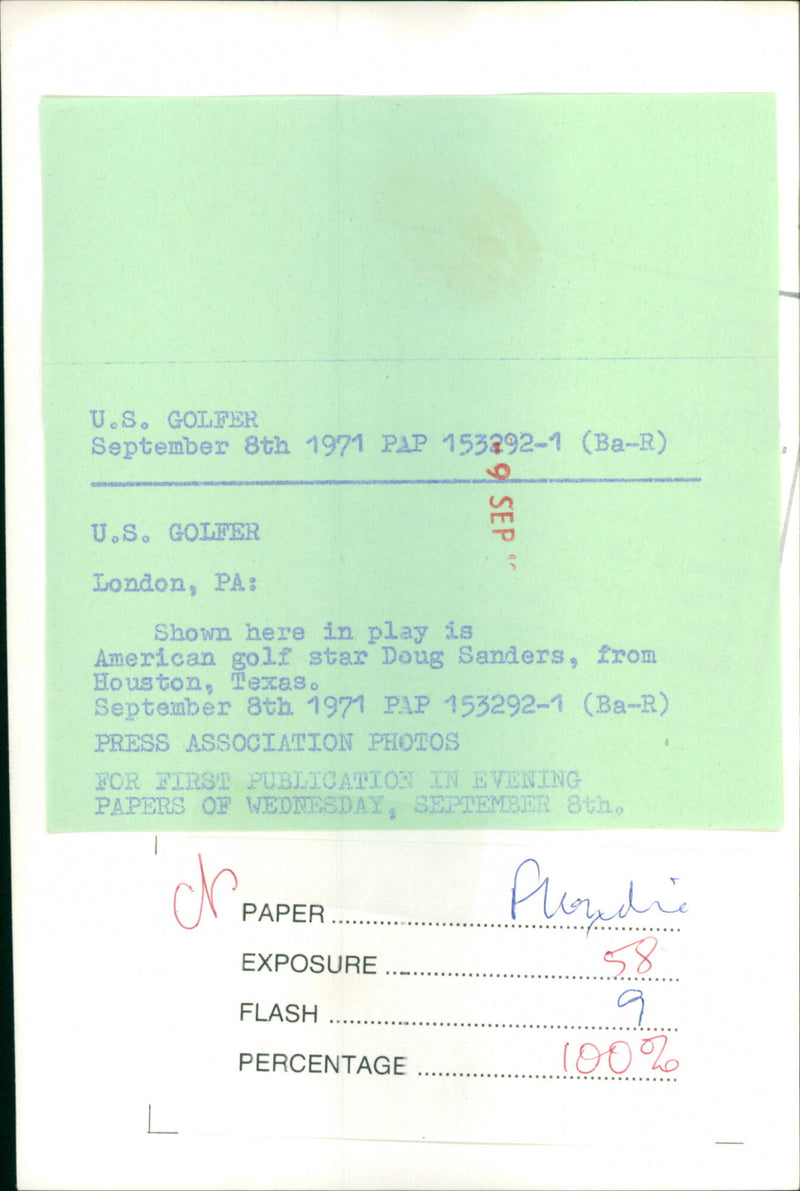 U.S. GOLFER
September 8th 1971 PAP 153292-1 (Ba-R)
-9 SEP
U.S. GOLFER
London, PA:
Shown here in play is
American golf star Doug Sanders, from
Houston, Texas.
September 8th 1971 PAP 153292-1 (Ba-R)
PRESS ASSOCIATION PHOTOS
FOR FIRST PUBLICATION IN EVENING
PAPERS OF WEDNESDAY, SEPTEMBER 8th.
PAPER
EXPOSURE 58
FLASH 9
PERCENTAGE 100%